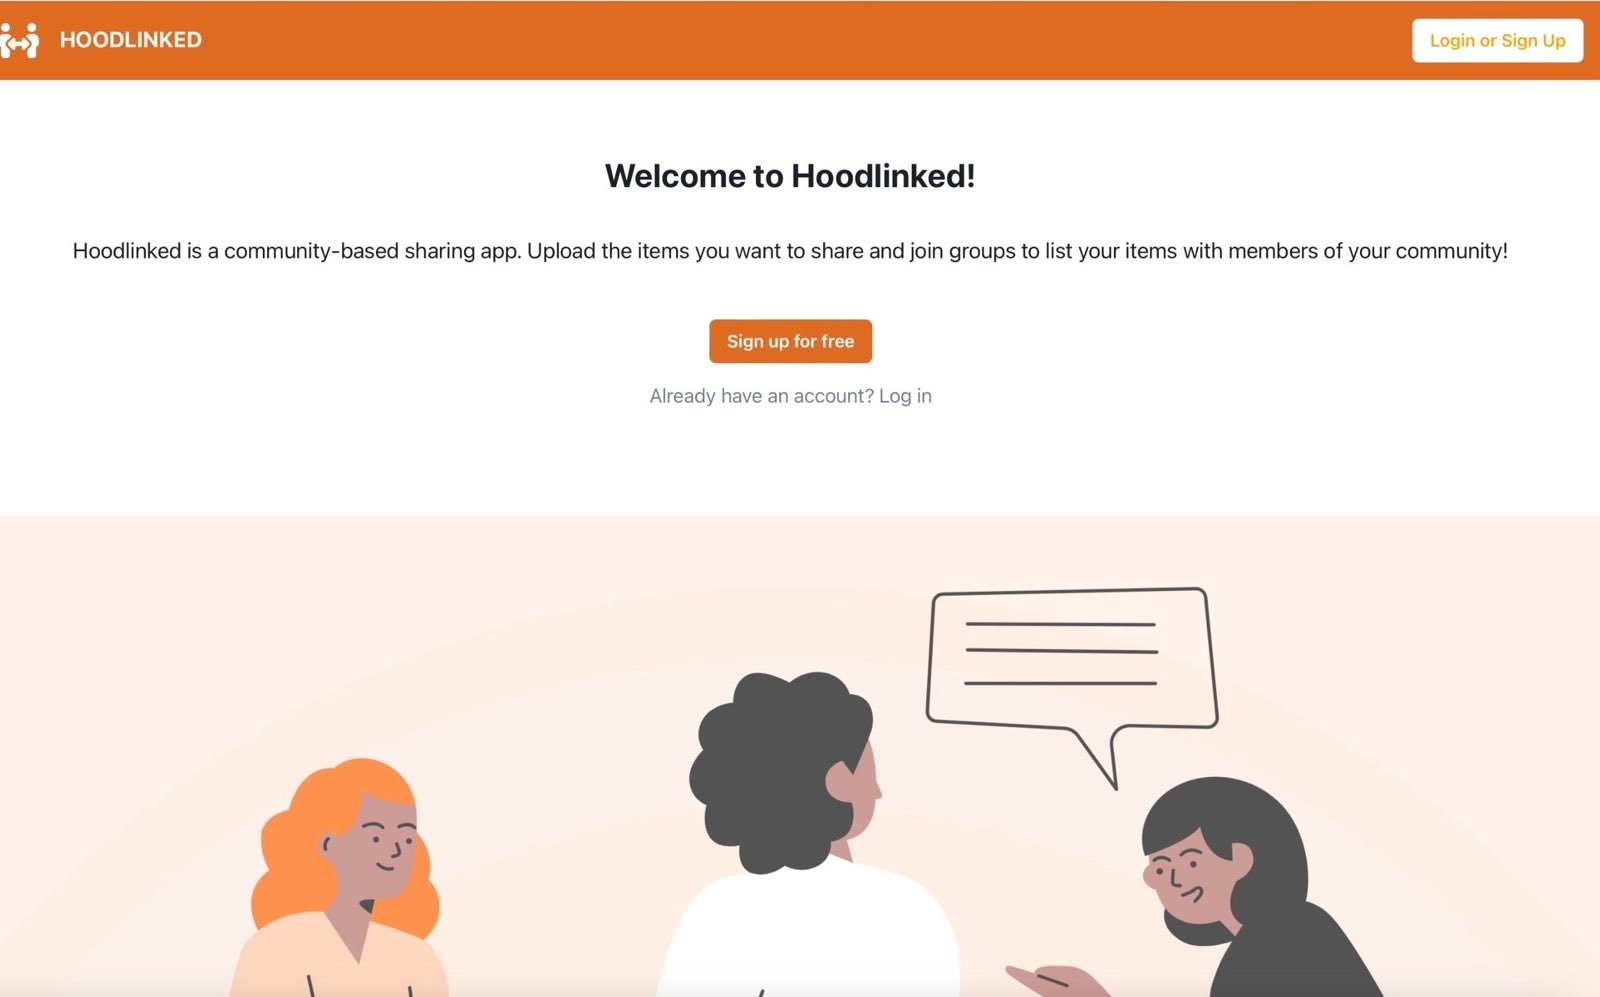 HOODLINKED
Login or Sign Up
Welcome to Hoodlinked!
Hoodlinked is a community-based sharing app. Upload the items you want to share and join groups to list your items with members of your community!
Sign up for free
Already have an account? Log in